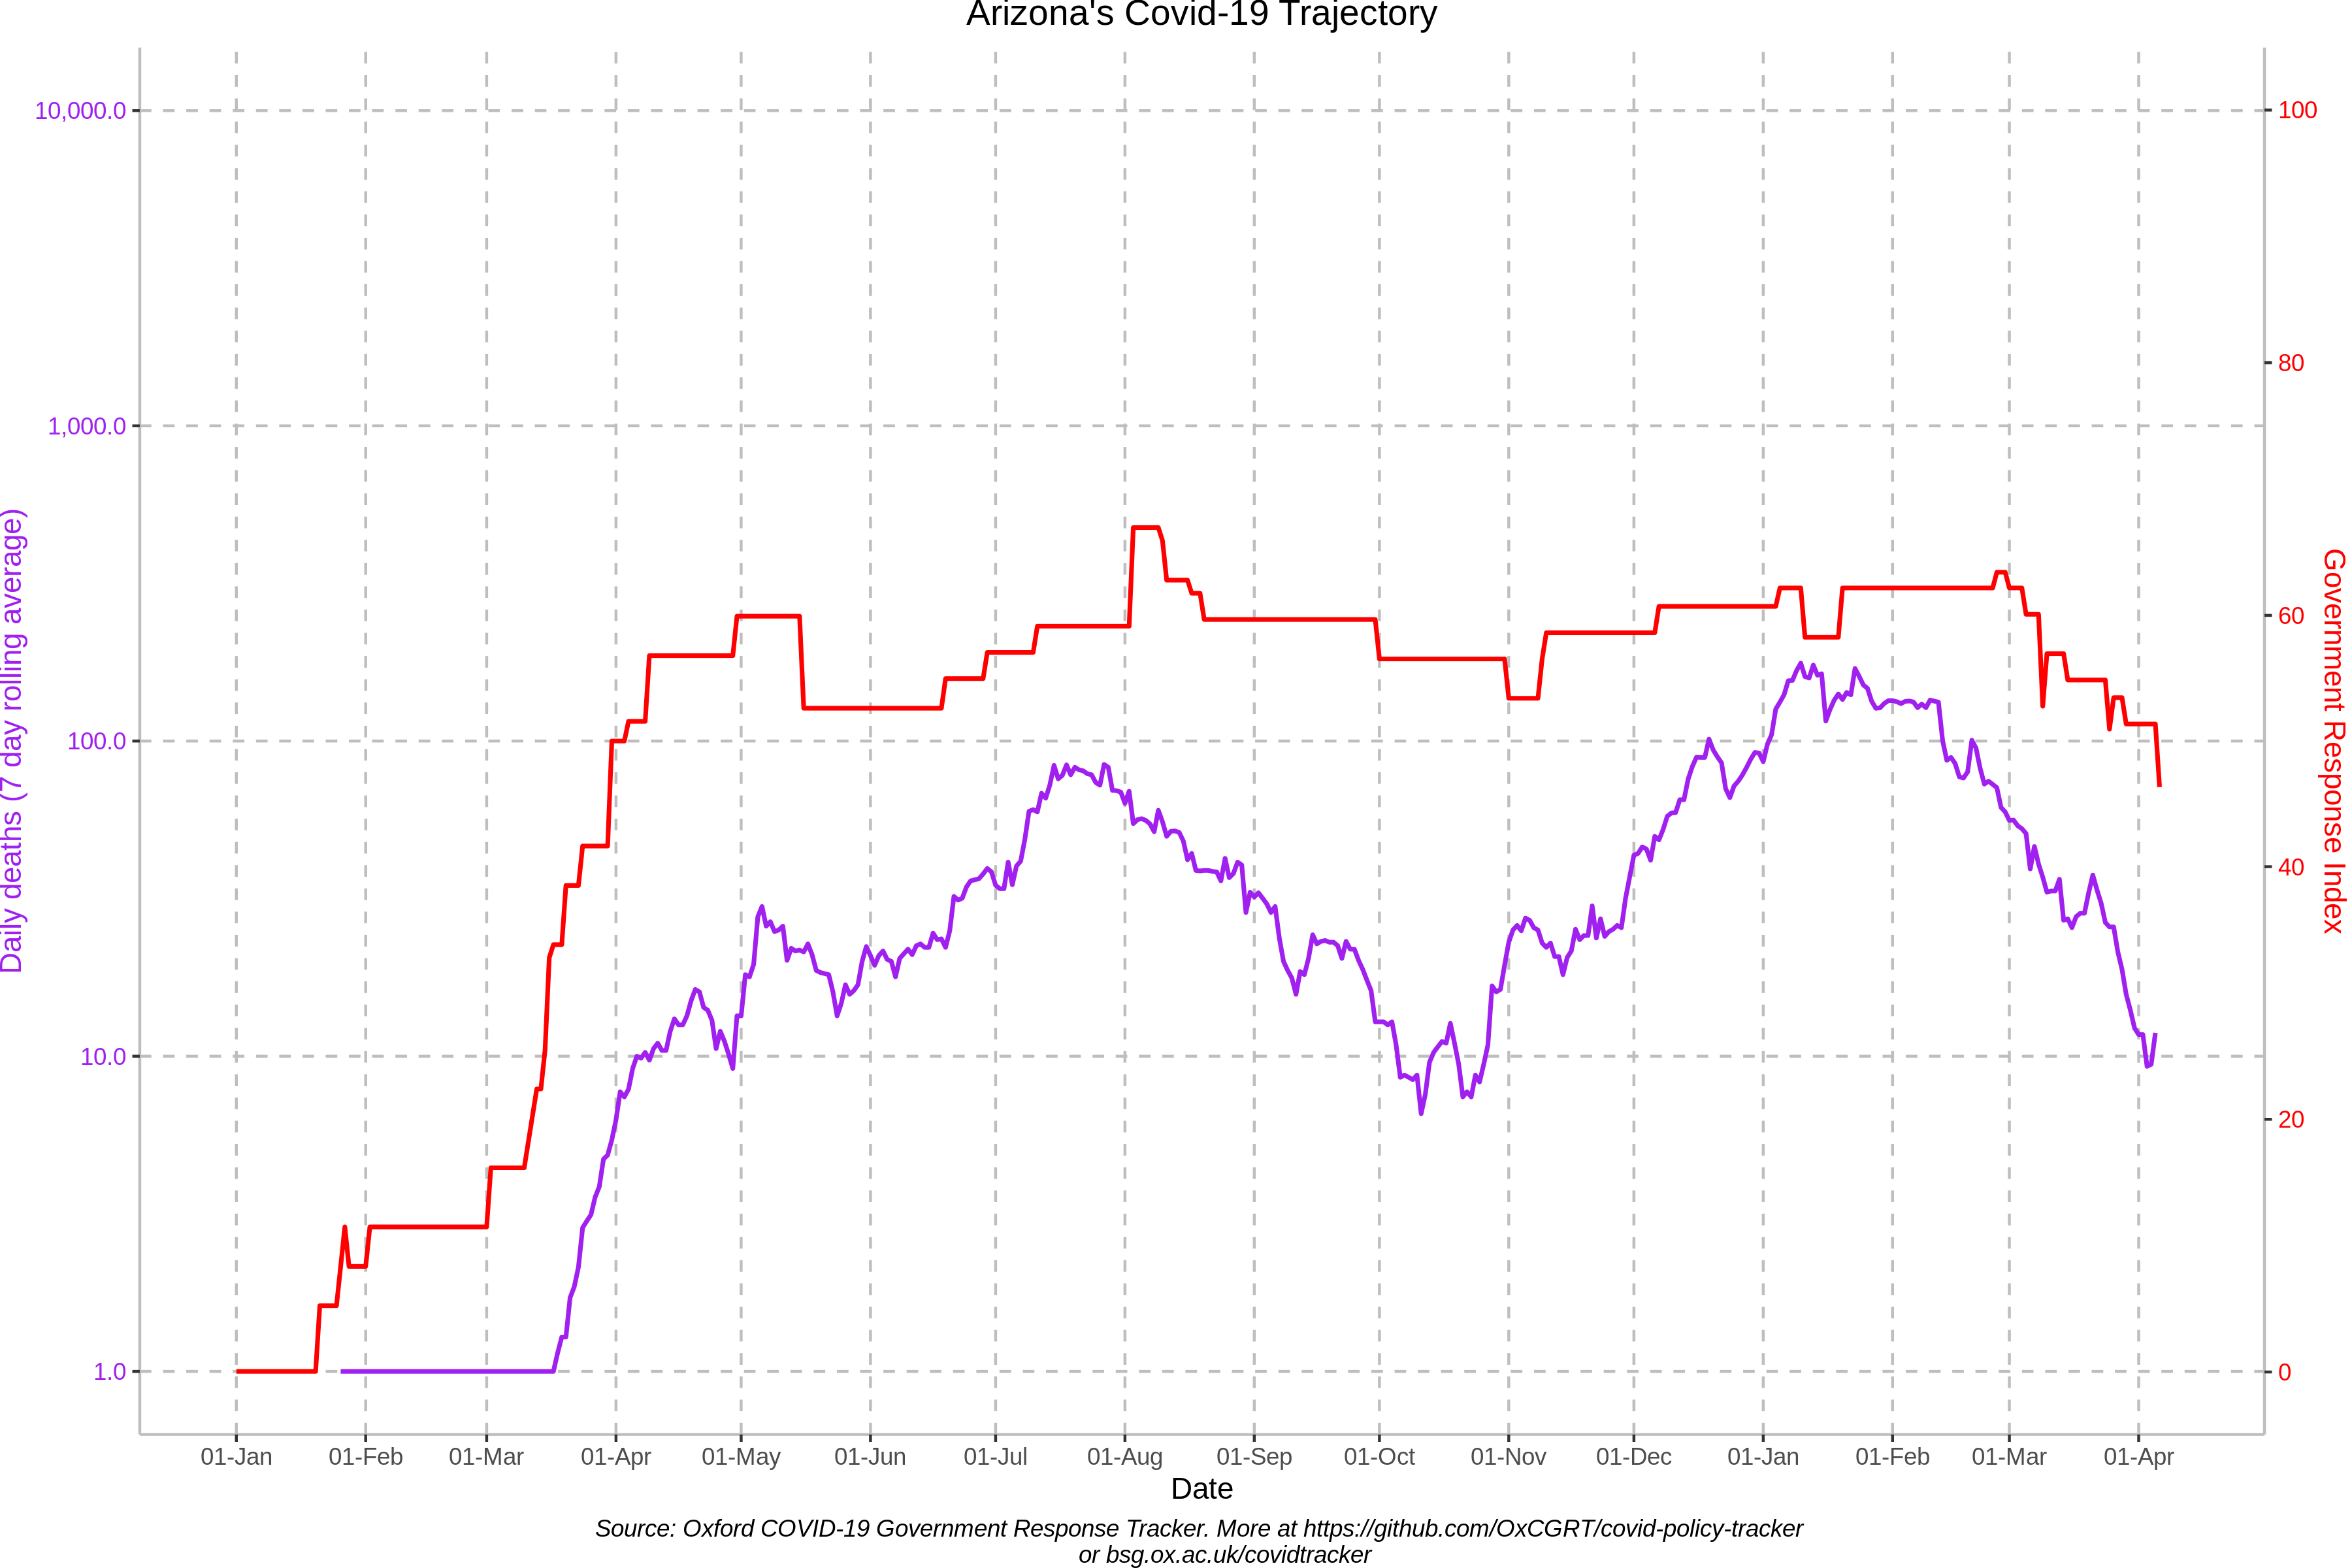 Arizona's Covid-19 Trajectory
10,000.0
1,000.0
100.0
10.0
1.0
Daily deaths (7 day rolling average)
100
80
60
40
20
0
Government Response Index
01-Jan 01-Feb 01-Mar 01-Apr 01-May 01-Jun 01-Jul 01-Aug 01-Sep 01-Oct 01-Nov 01-Dec 01-Jan 01-Feb 01-Mar 01-Apr
Date
Source: Oxford COVID-19 Government Response Tracker. More at https://github.com/OxCGRT/covid-policy-tracker
or bsg.ox.ac.uk/covidtracker